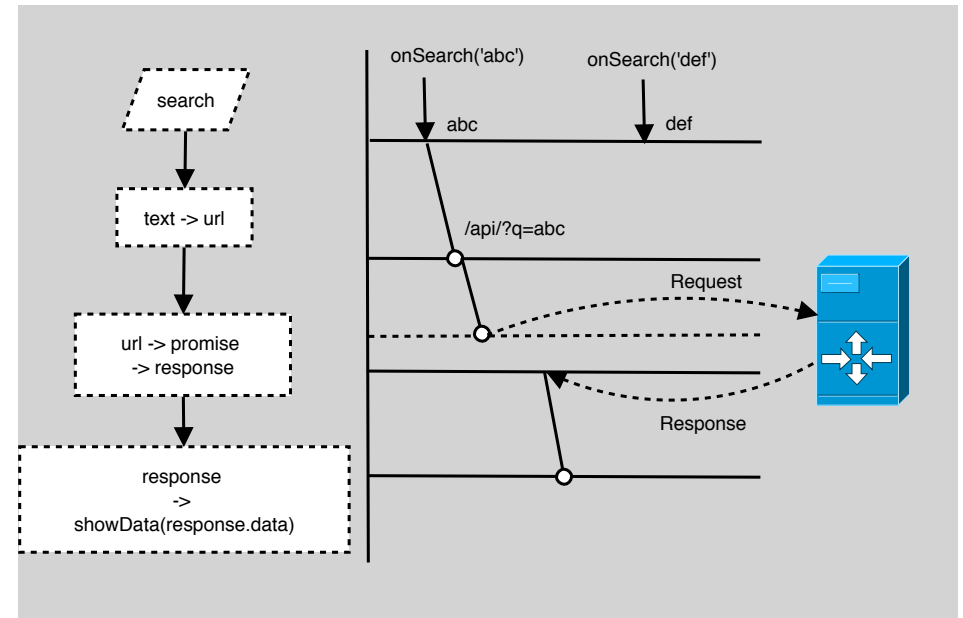 search
text -> url
url -> promise
-> response
response
->
showData(response.data)
onSearch('abc')
onSearch('def')
abc
def
/api/?q=abc
Request
Response